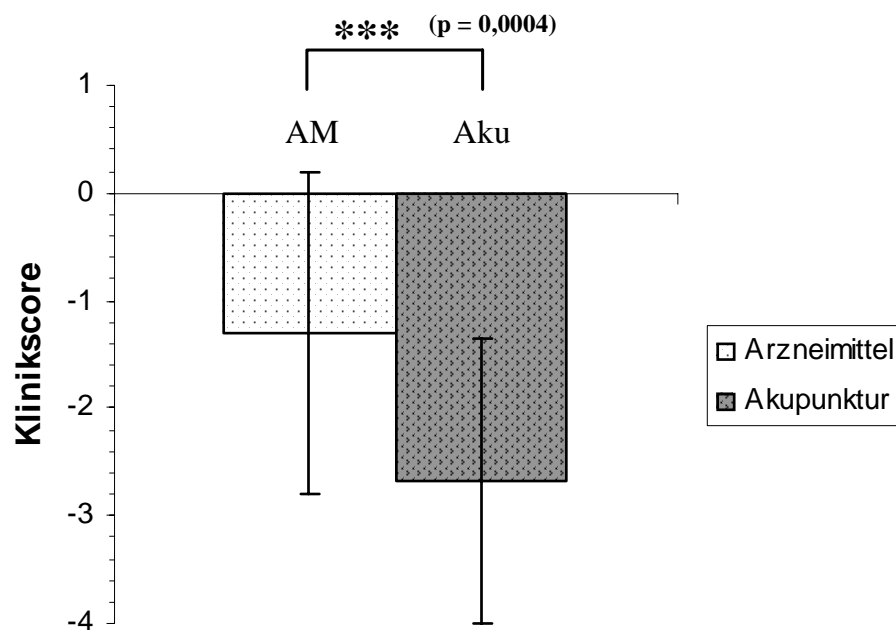 *** (p = 0,0004)
1
AM Aku
0
-1
-2
-3
-4
Klinikscore
Arzneimittel
Akupunktur